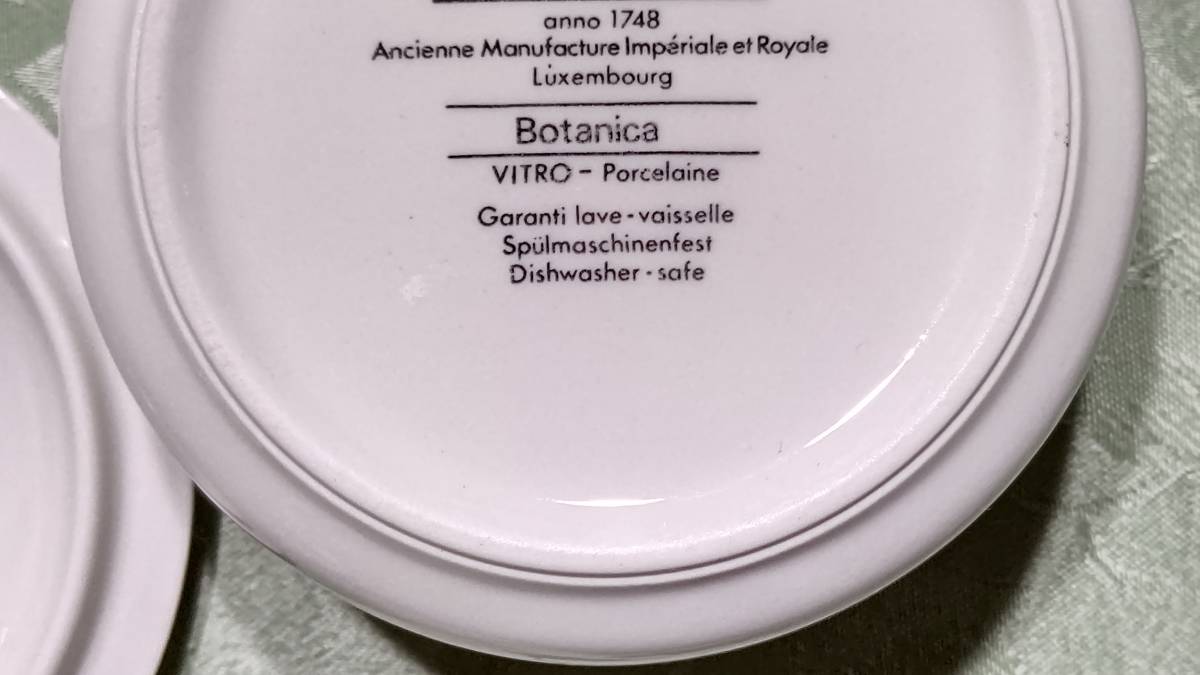 anno 1748
Ancienne Manufacture Impériale et Royale
Luxembourg
Botanica
VITRO - Porcelaine
Garanti lave-vaisselle
Spülmaschinenfest
Dishwasher-safe